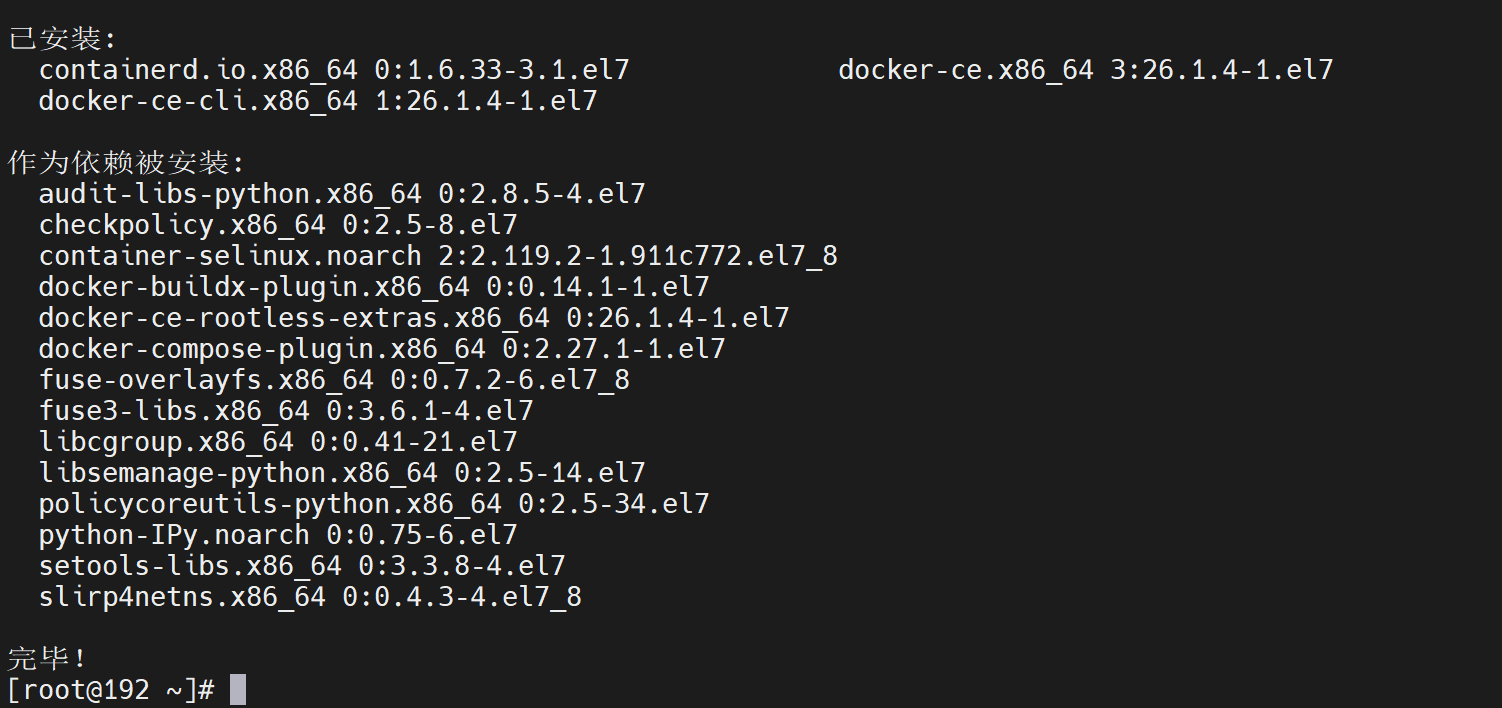 已安装:
  containerd.io.x86_64 0:1.6.33-3.1.el7             docker-ce.x86_64 3:26.1.4-1.el7
  docker-ce-cli.x86_64 1:26.1.4-1.el7
作为依赖被安装:
  audit-libs-python.x86_64 0:2.8.5-4.el7
  checkpolicy.x86_64 0:2.5-8.el7
  container-selinux.noarch 2:2.119.2-1.911c772.el7_8
  docker-buildx-plugin.x86_64 0:0.14.1-1.el7
  docker-ce-rootless-extras.x86_64 0:26.1.4-1.el7
  docker-compose-plugin.x86_64 0:2.27.1-1.el7
  fuse-overlayfs.x86_64 0:0.7.2-6.el7_8
  fuse3-libs.x86_64 0:3.6.1-4.el7
  libcgroup.x86_64 0:0.41-21.el7
  libsemanage-python.x86_64 0:2.5-14.el7
  policycoreutils-python.x86_64 0:2.5-34.el7
  python-IPy.noarch 0:0.75-6.el7
  setools-libs.x86_64 0:3.3.8-4.el7
  slirp4netns.x86_64 0:0.4.3-4.el7_8
完毕!
[root@192 ~]#